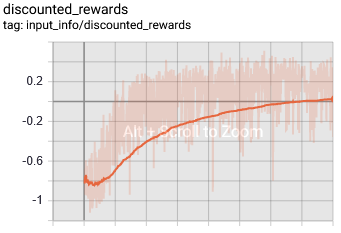 discounted_rewards
tag: input_info/discounted_rewards
0.2
-0.2
Alt + Scroll to Zoom
-0.6
-1